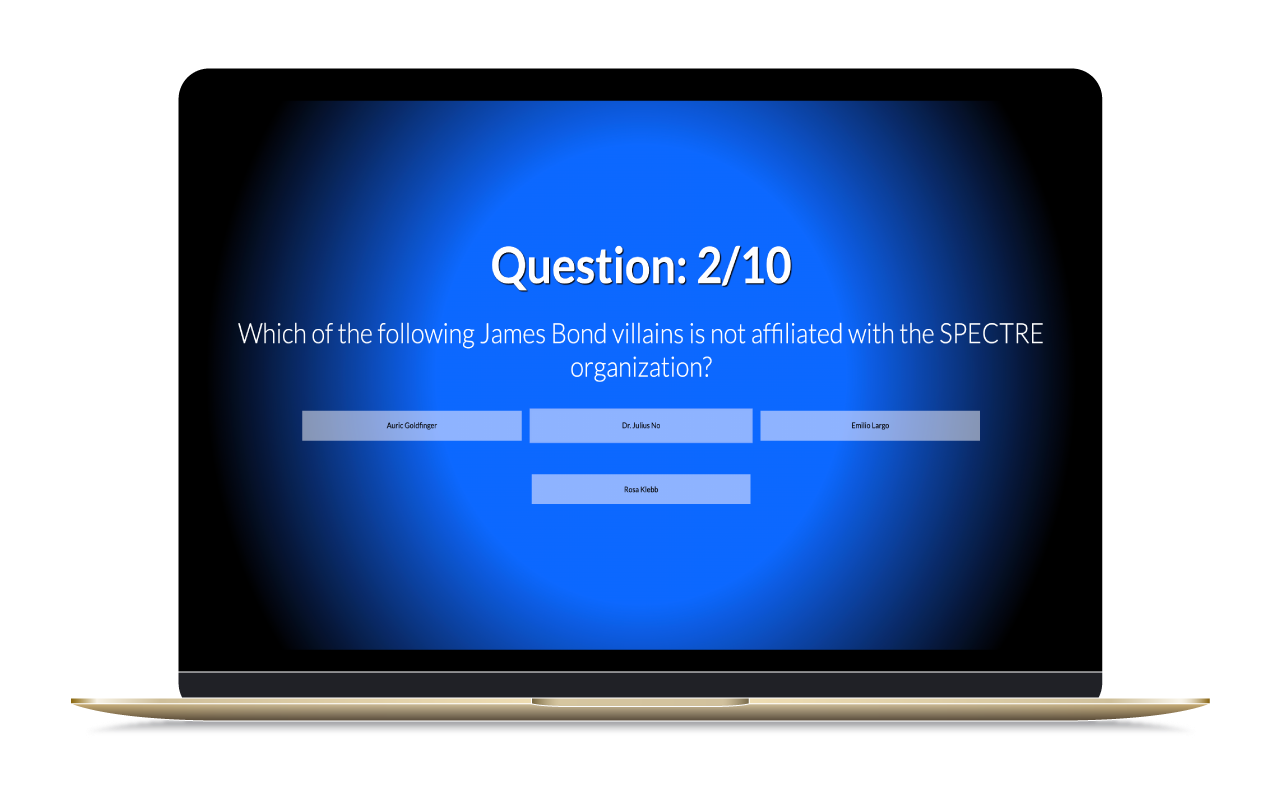 Question: 2/10
Which of the following James Bond villains is not affiliated with the SPECTRE
organization?
Auric Goldfinger
Dr. Julius No
Emilio Largo
Rosa Klebb